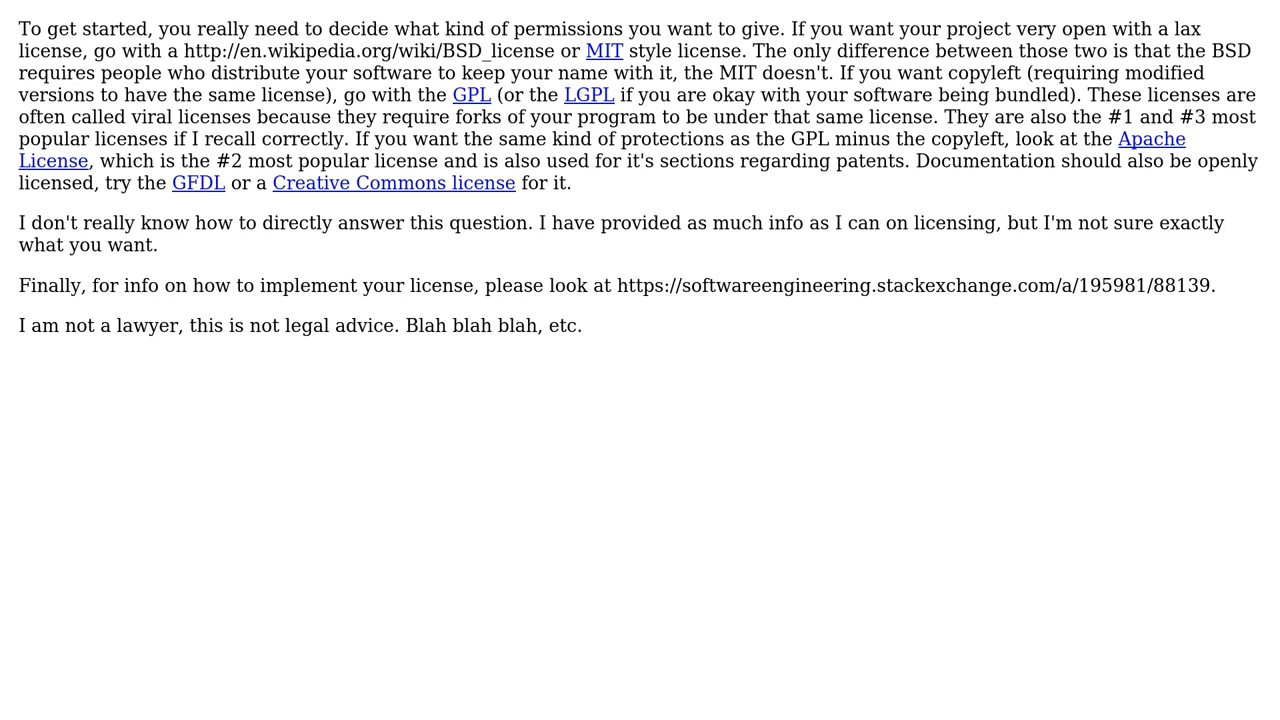 To get started, you really need to decide what kind of permissions you want to give. If you want your project very open with a lax
license, go with a http://en.wikipedia.org/wiki/BSD_license or MIT style license. The only difference between those two is that the BSD
requires people who distribute your software to keep your name with it, the MIT doesn't. If you want copyleft (requiring modified
versions to have the same license), go with the GPL (or the LGPL if you are okay with your software being bundled). These licenses are
often called viral licenses because they require forks of your program to be under that same license. They are also the #1 and #3 most
popular licenses if I recall correctly. If you want the same kind of protections as the GPL minus the copyleft, look at the Apache
License, which is the #2 most popular license and is also used for it's sections regarding patents. Documentation should also be openly
licensed, try the GFDL or a Creative Commons license for it.
I don't really know how to directly answer this question. I have provided as much info as I can on licensing, but I'm not sure exactly
what you want.
Finally, for info on how to implement your license, please look at https://softwareengineering.stackexchange.com/a/195981/88139.
I am not a lawyer, this is not legal advice. Blah blah blah, etc.